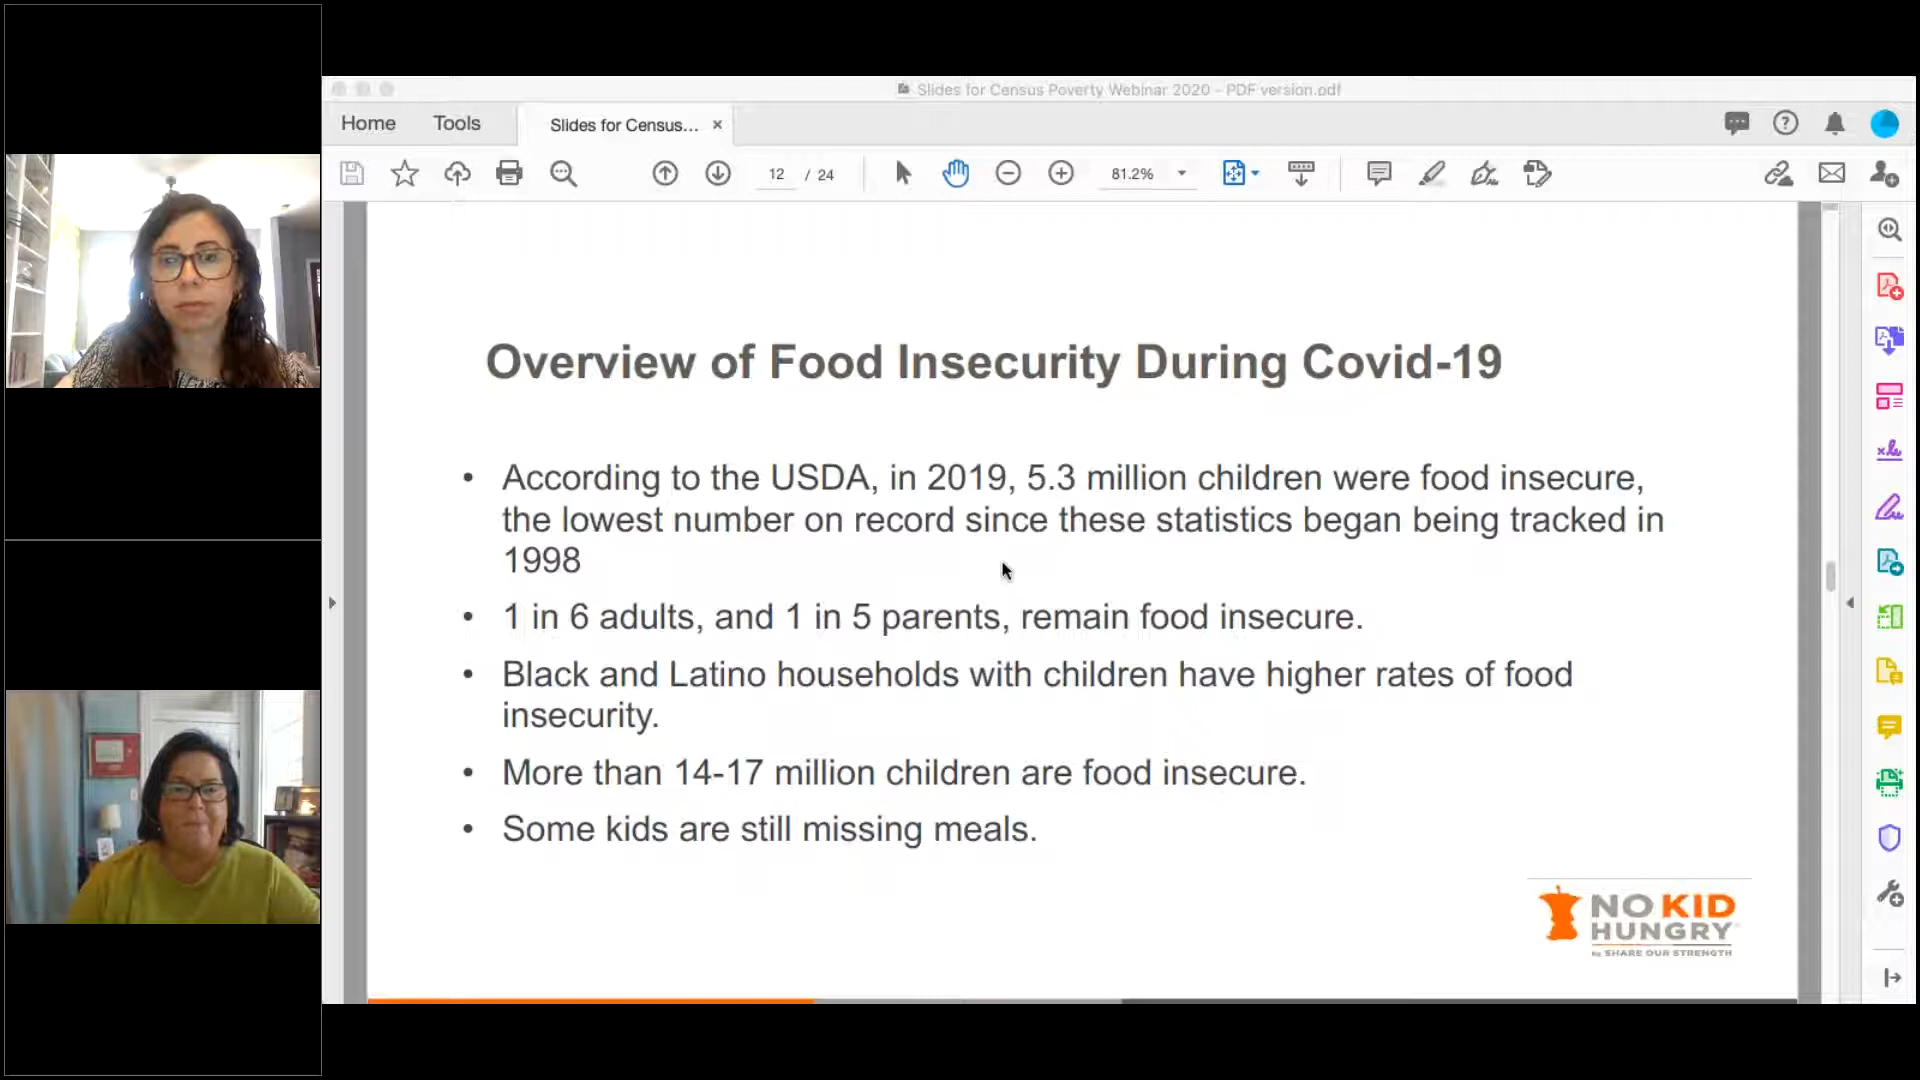 Slides for Census Poverty Webinar 2020 - PDF version.pdf
Home Tools Slides for Census... ×
12 / 24 81.2%
Overview of Food Insecurity During Covid-19
• According to the USDA, in 2019, 5.3 million children were food insecure,
the lowest number on record since these statistics began being tracked in
1998
• 1 in 6 adults, and 1 in 5 parents, remain food insecure.
• Black and Latino households with children have higher rates of food
insecurity.
• More than 14-17 million children are food insecure.
• Some kids are still missing meals.
NO KID
HUNGRY
by SHARE OUR STRENGTH